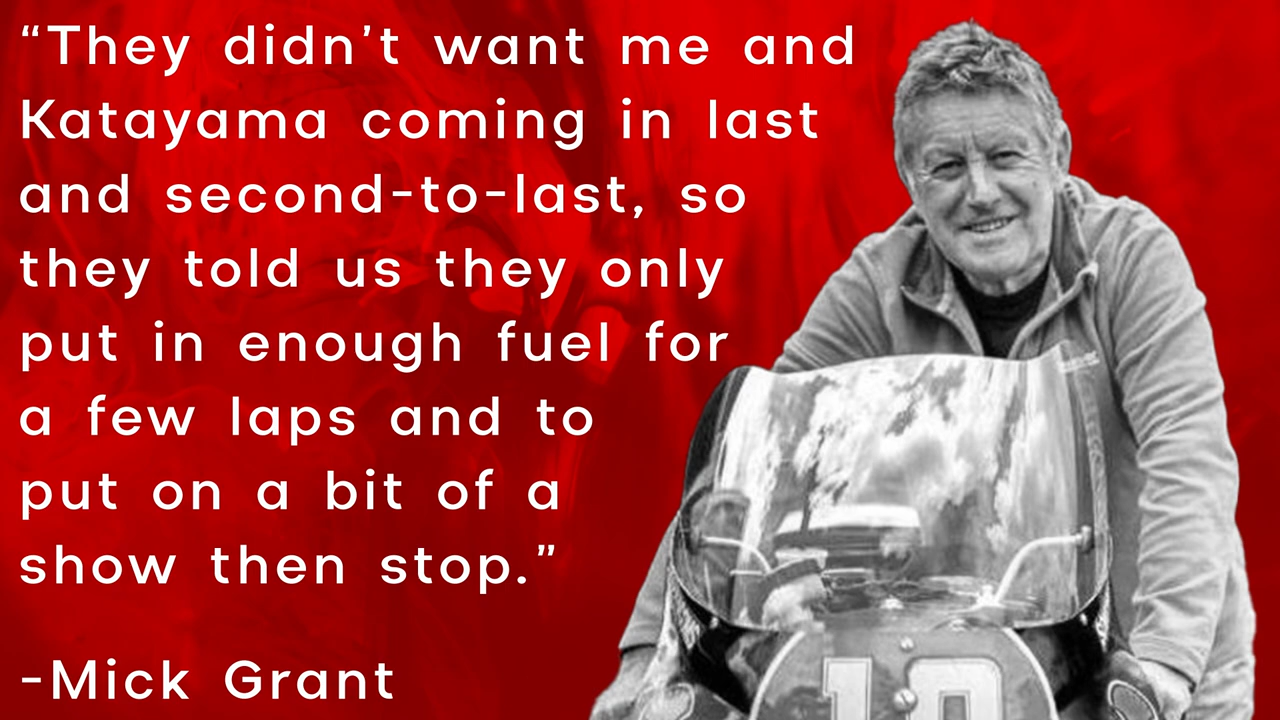 “They didn’t want me and
Katayama coming in last
and second-to-last, so
they told us they only
put in enough fuel for
a few laps and to
put on a bit of a
show then stop.”
-Mick Grant
10